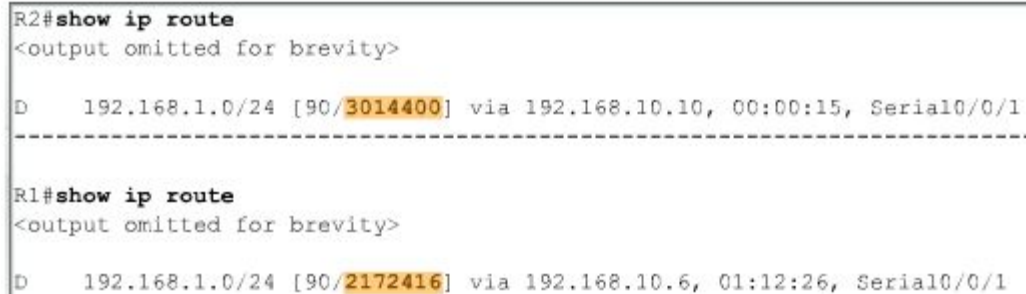 R2#show ip route
<output omitted for brevity>
D 192.168.1.0/24 [90/3014400] via 192.168.10.10, 00:00:15, Serial0/0/1
--------------------------------------------------------------------------------
R1#show ip route
<output omitted for brevity>
D 192.168.1.0/24 [90/2172416] via 192.168.10.6, 01:12:26, Serial0/0/1